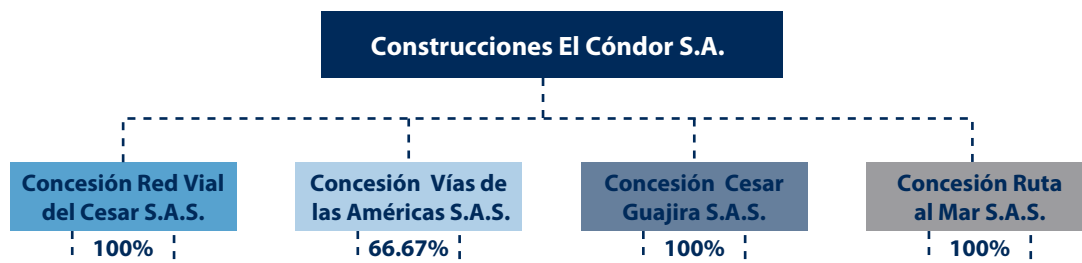 Construcciones El Cóndor S.A.
Concesión Red Vial
del Cesar S.A.S.
100%
Concesión Vías de
las Américas S.A.S.
66.67%
Concesión Cesar
Guajira S.A.S.
100%
Concesión Ruta
al Mar S.A.S.
100%